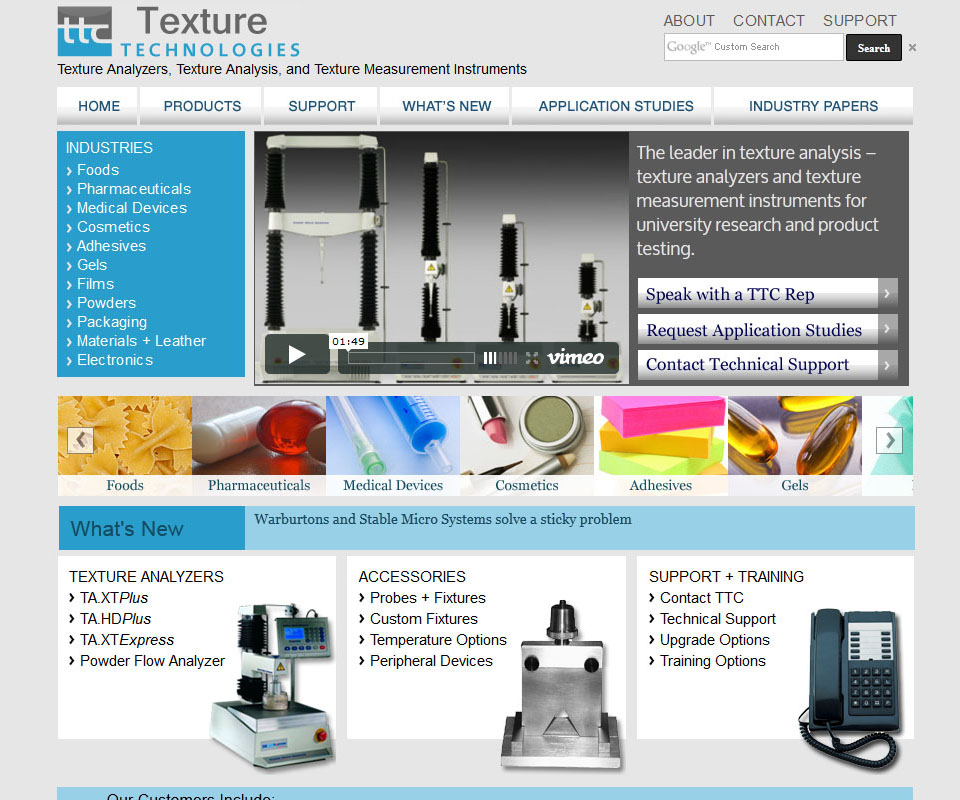 ttc Texture
TECHNOLOGIES
Texture Analyzers, Texture Analysis, and Texture Measurement Instruments
ABOUT CONTACT SUPPORT
Google™ Custom Search
Search
×
HOME PRODUCTS SUPPORT WHAT'S NEW APPLICATION STUDIES INDUSTRY PAPERS
INDUSTRIES
Foods
Pharmaceuticals
Medical Devices
Cosmetics
Adhesives
Gels
Films
Powders
Packaging
Materials + Leather
Electronics
01:49
vimeo
The leader in texture analysis –
texture analyzers and texture
measurement instruments for
university research and product
testing.
Speak with a TTC Rep
Request Application Studies
Contact Technical Support
Foods
Pharmaceuticals
Medical Devices
Cosmetics
Adhesives
Gels
What's New
Warburtons and Stable Micro Systems solve a sticky problem
TEXTURE ANALYZERS
TA.XTPlus
TA.HDPlus
TA.XTExpress
Powder Flow Analyzer
ACCESSORIES
Probes + Fixtures
Custom Fixtures
Temperature Options
Peripheral Devices
SUPPORT + TRAINING
Contact TTC
Technical Support
Upgrade Options
Training Options
Our Customers Include: